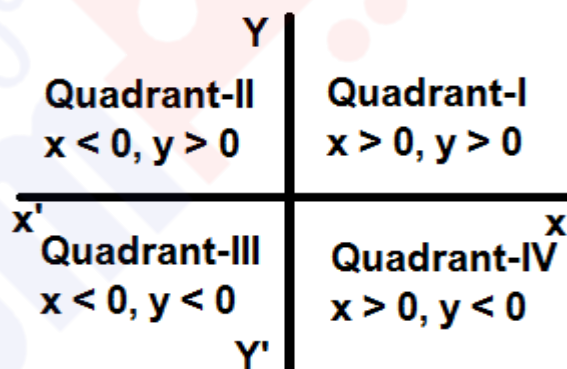 Y
Quadrant-II
x < 0, y > 0
Quadrant-I
x > 0, y > 0
x'
x
Quadrant-III
x < 0, y < 0
Quadrant-IV
x > 0, y < 0
Y'